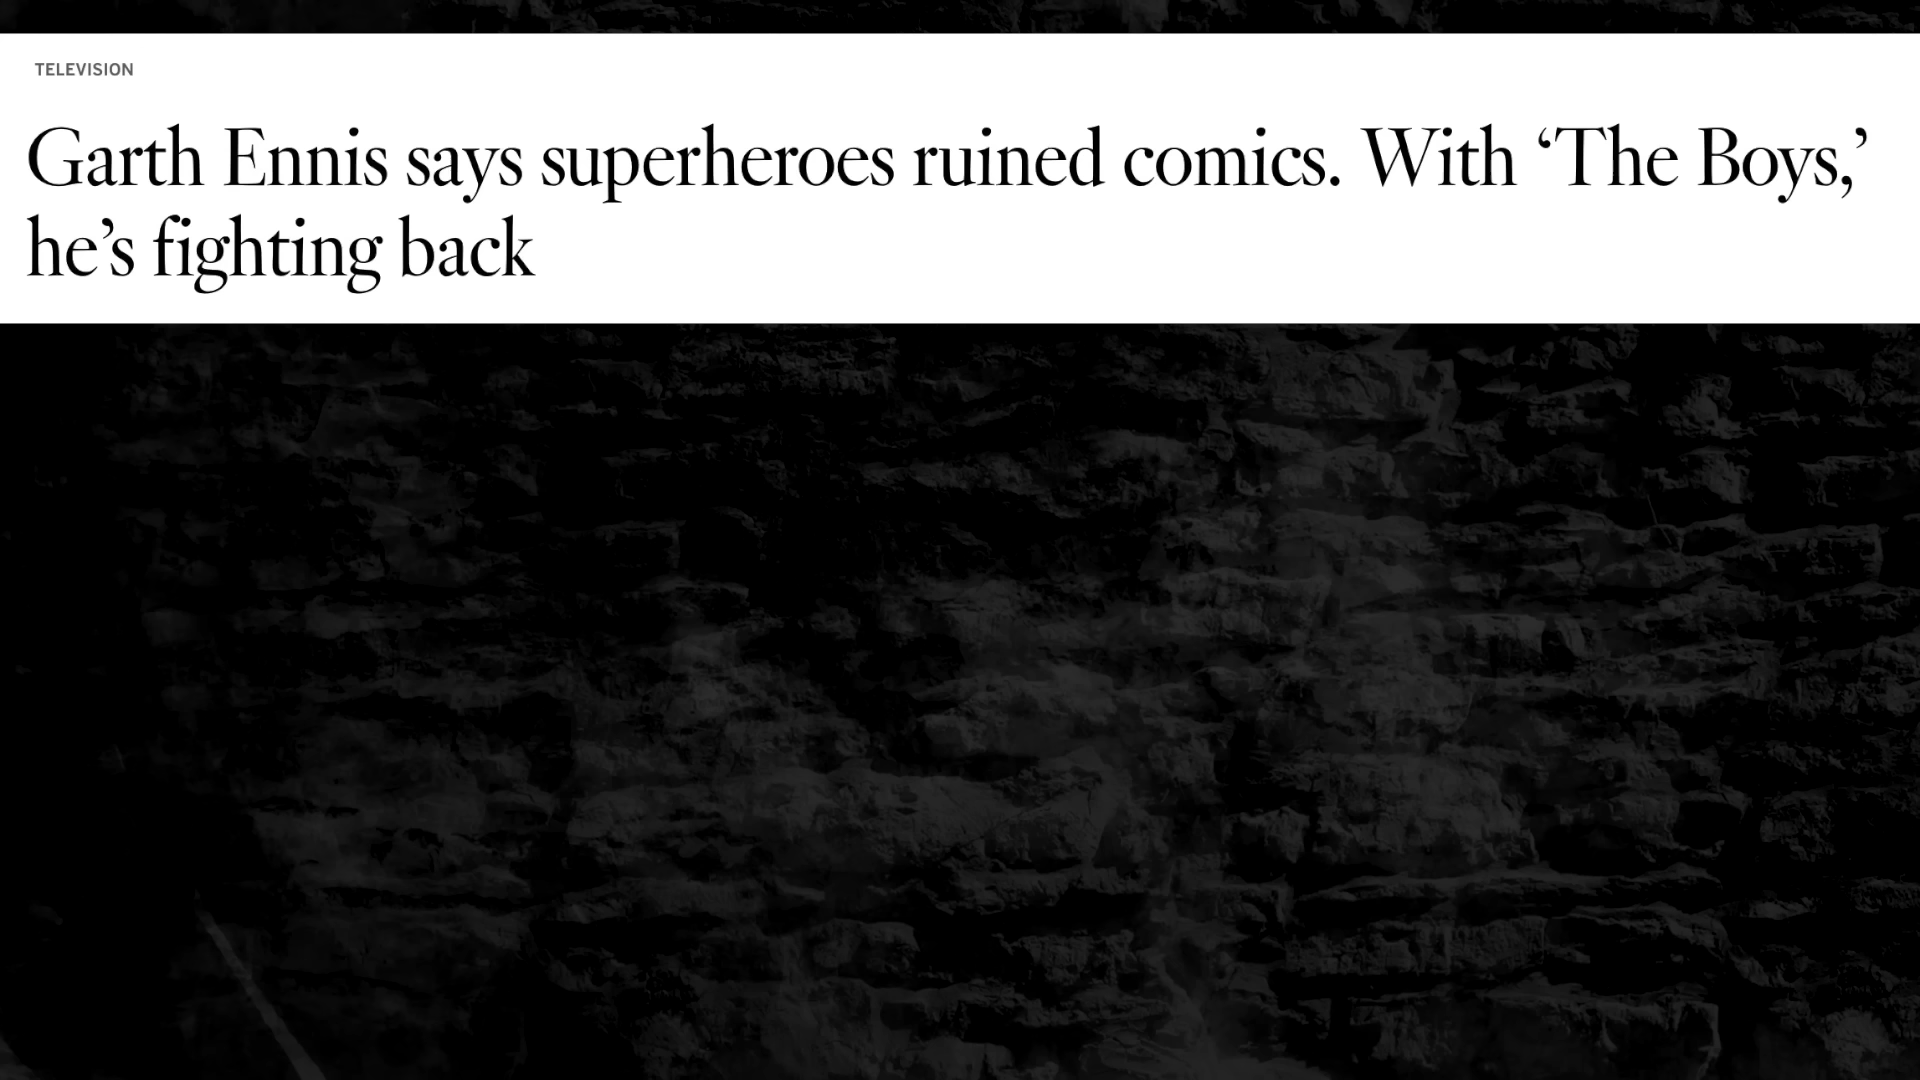 TELEVISION
Garth Ennis says superheroes ruined comics. With ‘The Boys,’
he’s fighting back